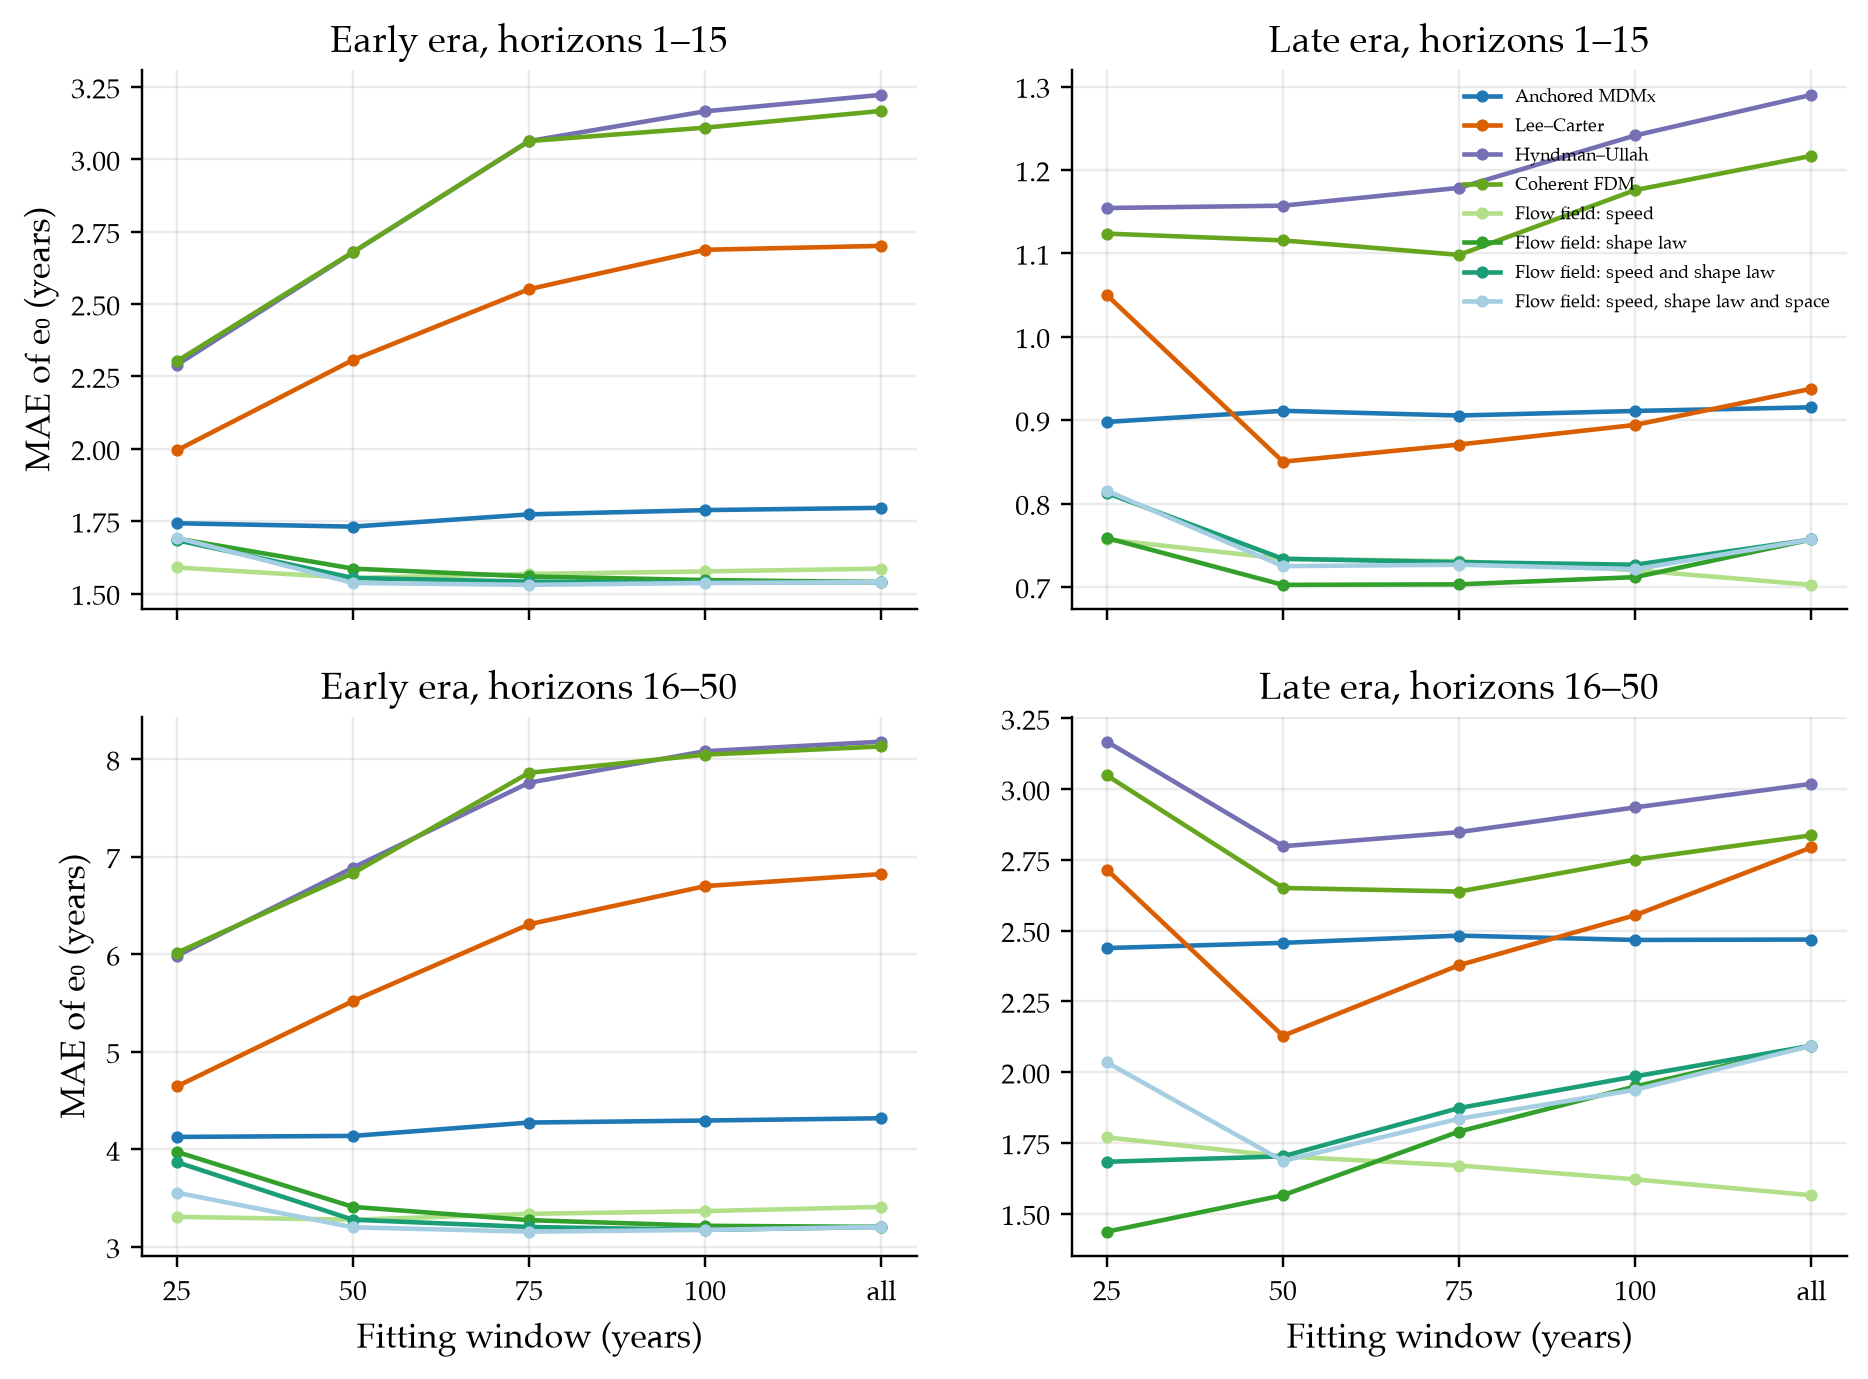 Early era, horizons 1–15
3.25
3.00
2.75
2.50
2.25
2.00
1.75
1.50
MAE of e₀ (years)
Late era, horizons 1–15
1.3
1.2
1.1
1.0
0.9
0.8
0.7
Anchored MDMx
Lee–Carter
Hyndman–Ullah
Coherent FDM
Flow field: speed
Flow field: shape law
Flow field: speed and shape law
Flow field: speed, shape law and space
Early era, horizons 16–50
8
7
6
5
4
3
MAE of e₀ (years)
25 50 75 100 all
Fitting window (years)
Late era, horizons 16–50
3.25
3.00
2.75
2.50
2.25
2.00
1.75
1.50
25 50 75 100 all
Fitting window (years)